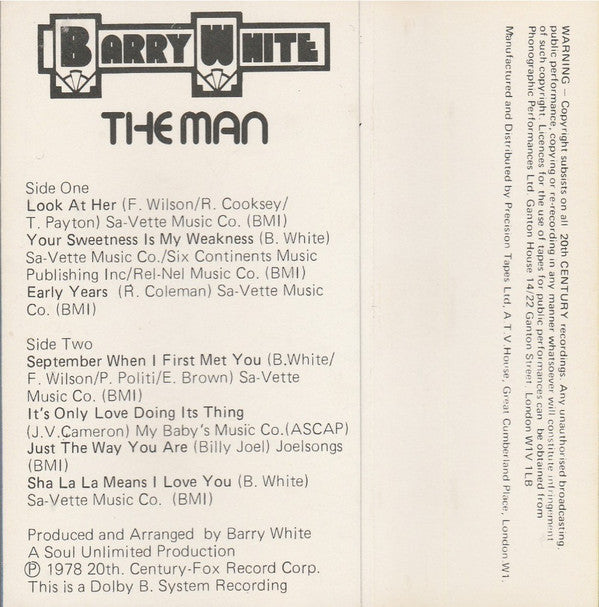 BARRY WHITE
THE MAN
Side One
Look At Her (F. Wilson/R. Cooksey/
T. Payton) Sa-Vette Music Co. (BMI)
Your Sweetness Is My Weakness (B. White)
Sa-Vette Music Co./Six Continents Music
Publishing Inc/Rel-Nel Music Co. (BMI)
Early Years (R. Coleman) Sa-Vette Music
Co. (BMI)
Side Two
September When I First Met You (B.White/
F. Wilson/P. Politi/E. Brown) Sa-Vette
Music Co. (BMI)
It's Only Love Doing Its Thing
(J.V.Cameron) My Baby's Music Co.(ASCAP)
Just The Way You Are (Billy Joel) Joelsongs
(BMI)
Sha La La Means I Love You (B. White)
Sa-Vette Music Co. (BMI)
Produced and Arranged by Barry White
A Soul Unlimited Production
Ⓟ 1978 20th. Century-Fox Record Corp.
This is a Dolby B. System Recording
WARNING – Copyright subsists on all 20th CENTURY recordings. Any unauthorised broadcasting,
public performance, copying or re-recording in any manner whatsoever will constitute infringement
of such copyright. Licences for the use of tapes for public performances can be obtained from
Phonographic Performances Ltd. Ganton House 14/22 Ganton Street. London W1V 1LB
Manufactured and Distributed by Precision Tapes Ltd, A.T.V. House, Great Cumberland Place, London W1.